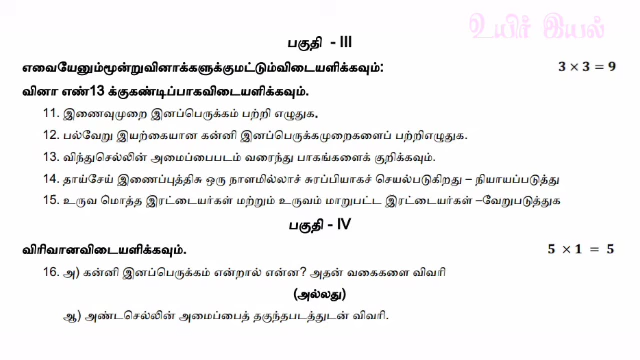 உயிர் இயல்
பகுதி - III
எவையேனும்மூன்றுவினாக்களுக்குமட்டும்விடையளிக்கவும்: 3 × 3 = 9
வினா எண்13 க்குகண்டிப்பாகவிடையளிக்கவும்.
11. இணைவுமுறை இனப்பெருக்கம் பற்றி எழுதுக.
12. பல்வேறு இயற்கையான கன்னி இனப்பெருக்கமுறைகளைப் பற்றிஎழுதுக.
13. விந்துசெல்லின் அமைப்பைபடம் வரைந்து பாகங்களைக் குறிக்கவும்.
14. தாய்சேய் இணைப்புத்திசு ஒரு நாளமில்லாச் சுரப்பியாகச் செயல்படுகிறது – நியாயப்படுத்து
15. உருவ மொத்த இரட்டையர்கள் மற்றும் உருவம் மாறுபட்ட இரட்டையர்கள் –வேறுபடுத்துக
பகுதி - IV
விரிவானவிடையளிக்கவும். 5 × 1 = 5
16. அ) கன்னி இனப்பெருக்கம் என்றால் என்ன? அதன் வகைகளை விவரி
(அல்லது)
ஆ) அண்டசெல்லின் அமைப்பைத் தகுந்தபடத்துடன் விவரி.